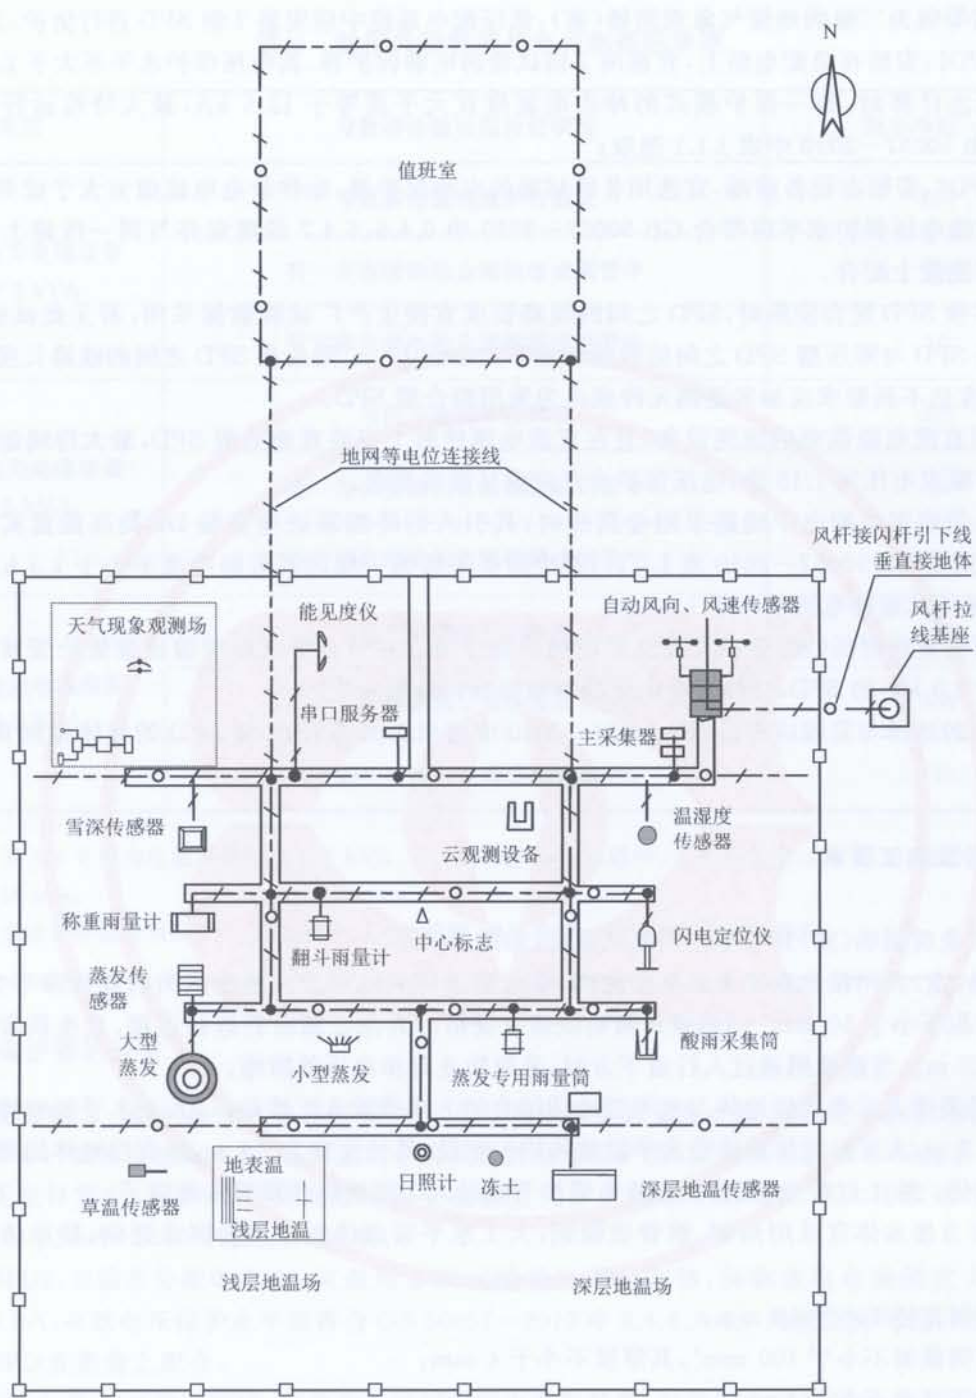 N
值班室
地网等电位连接线
风杆接闪杆引下线
垂直接地体
能见度仪
自动风向、风速传感器
风杆拉
线基座
天气现象观测场
串口服务器
主采集器
雪深传感器
云观测设备
温湿度
传感器
称重雨量计
翻斗雨量计
中心标志
闪电定位仪
蒸发传
感器
大型
蒸发
小型蒸发
蒸发专用雨量筒
酸雨采集筒
草温传感器
地表温
浅层地温
日照计
冻土
深层地温传感器
浅层地温场
深层地温场